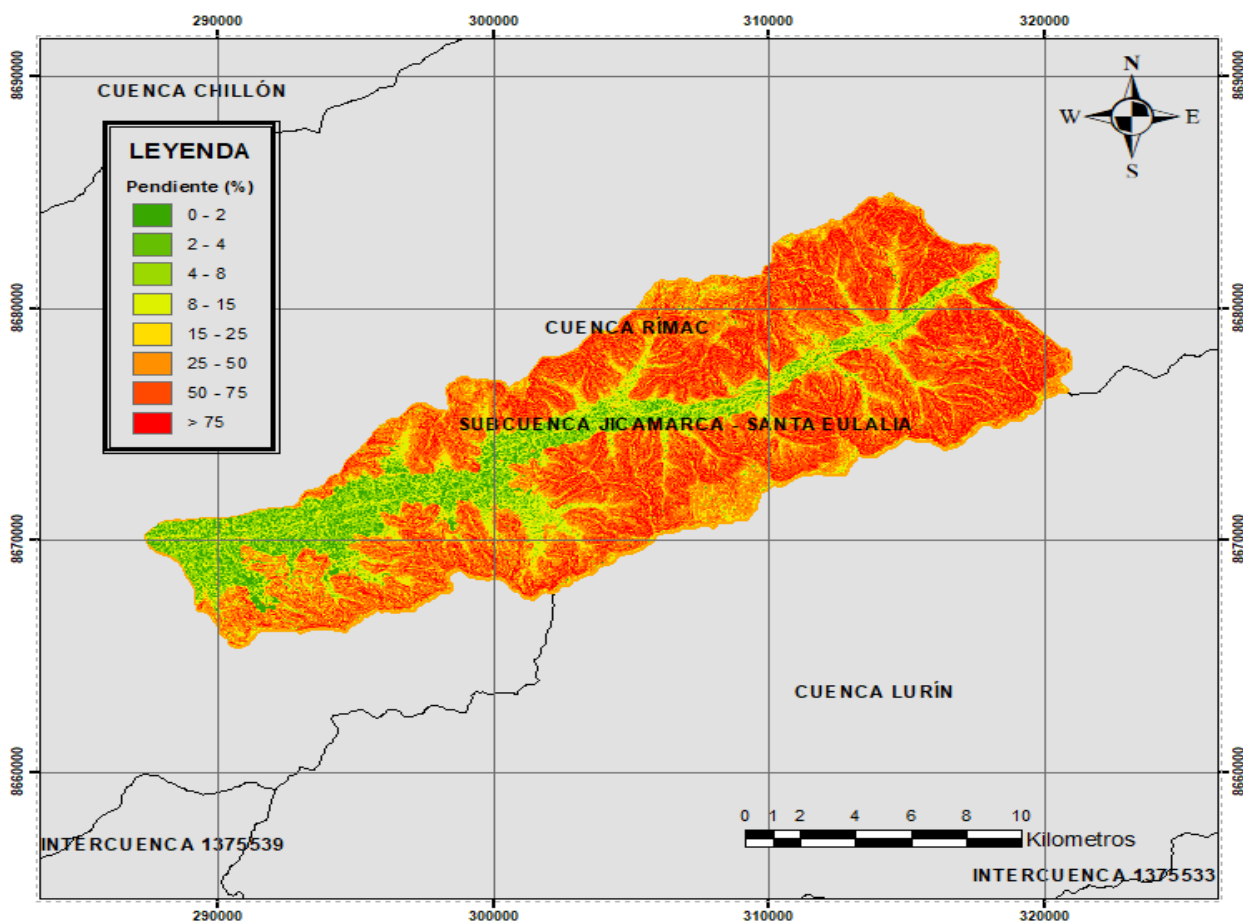 290000 300000 310000 320000
8690000 8690000
CUENCA CHILLÓN
N
W E
S
LEYENDA
Pendiente (%)
0 - 2
2 - 4
4 - 8
8 - 15
15 - 25
25 - 50
50 - 75
> 75
8680000 8680000
CUENCA RÍMAC
SUBCUENCA JICAMARCA - SANTA EULALIA
8670000 8670000
CUENCA LURÍN
8660000 8660000
0 1 2 4 6 8 10
Kilometros
INTERCUENCA 1375539
INTERCUENCA 1375533
290000 300000 310000 320000